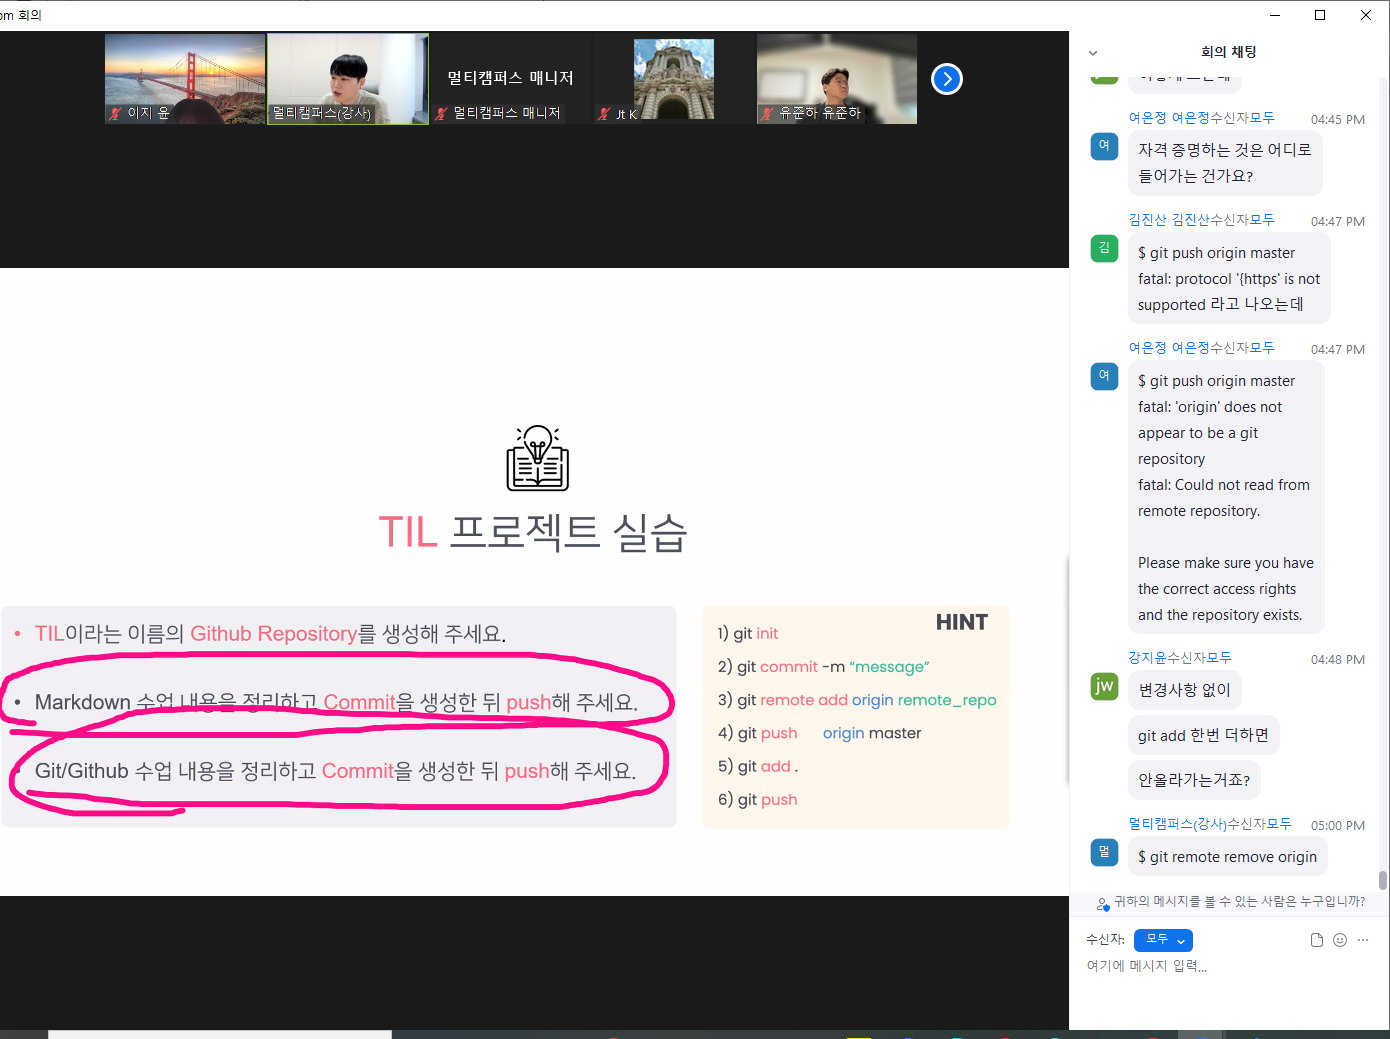 om 회의
이지 윤
멀티캠퍼스(강사)
멀티캠퍼스 매니저
멀티캠퍼스 매니저
Jt K
유준하 유준하
TIL 프로젝트 실습
• TIL이라는 이름의 Github Repository를 생성해 주세요.
• Markdown 수업 내용을 정리하고 Commit을 생성한 뒤 push해 주세요.
Git/Github 수업 내용을 정리하고 Commit을 생성한 뒤 push해 주세요.
HINT
1) git init
2) git commit -m “message”
3) git remote add origin remote_repo
4) git push origin master
5) git add .
6) git push
회의 채팅
여은정 여은정수신자모두 04:45 PM
여
자격 증명하는 것은 어디로
들어가는 건가요?
김진산 김진산수신자모두 04:47 PM
김
$ git push origin master
fatal: protocol '{https' is not
supported 라고 나오는데
여은정 여은정수신자모두 04:47 PM
여
$ git push origin master
fatal: 'origin' does not
appear to be a git
repository
fatal: Could not read from
remote repository.
Please make sure you have
the correct access rights
and the repository exists.
강지윤수신자모두 04:48 PM
jw
변경사항 없이
git add 한번 더하면
안올라가는거죠?
멀티캠퍼스(강사)수신자모두 05:00 PM
멀
$ git remote remove origin
귀하의 메시지를 볼 수 있는 사람은 누구입니까?
수신자: 모두
여기에 메시지 입력...